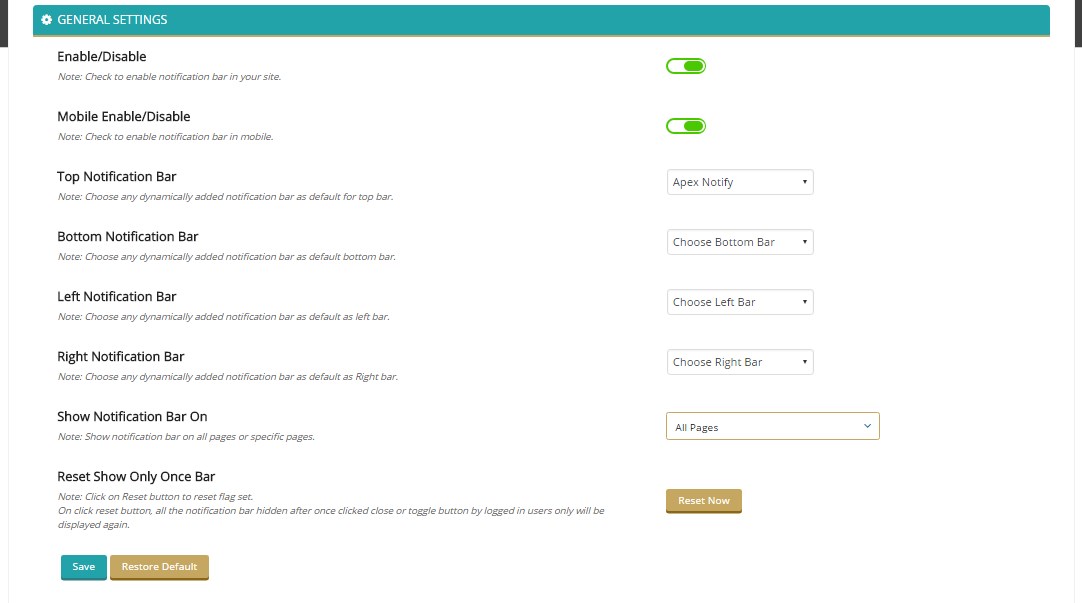 GENERAL SETTINGS
Enable/Disable
Note: Check to enable notification bar in your site.
Mobile Enable/Disable
Note: Check to enable notification bar in mobile.
Top Notification Bar
Apex Notify
Note: Choose any dynamically added notification bar as default for top bar.
Bottom Notification Bar
Choose Bottom Bar
Note: Choose any dynamically added notification bar as default bottom bar.
Left Notification Bar
Choose Left Bar
Note: Choose any dynamically added notification bar as default as left bar.
Right Notification Bar
Choose Right Bar
Note: Choose any dynamically added notification bar as default as Right bar.
Show Notification Bar On
All Pages
Note: Show notification bar on all pages or specific pages.
Reset Show Only Once Bar
Note: Click on Reset button to reset flag set.
Reset Now
On click reset button, all the notification bar hidden after once clicked close or toggle button by logged in users only will be
displayed again.
Save Restore Default